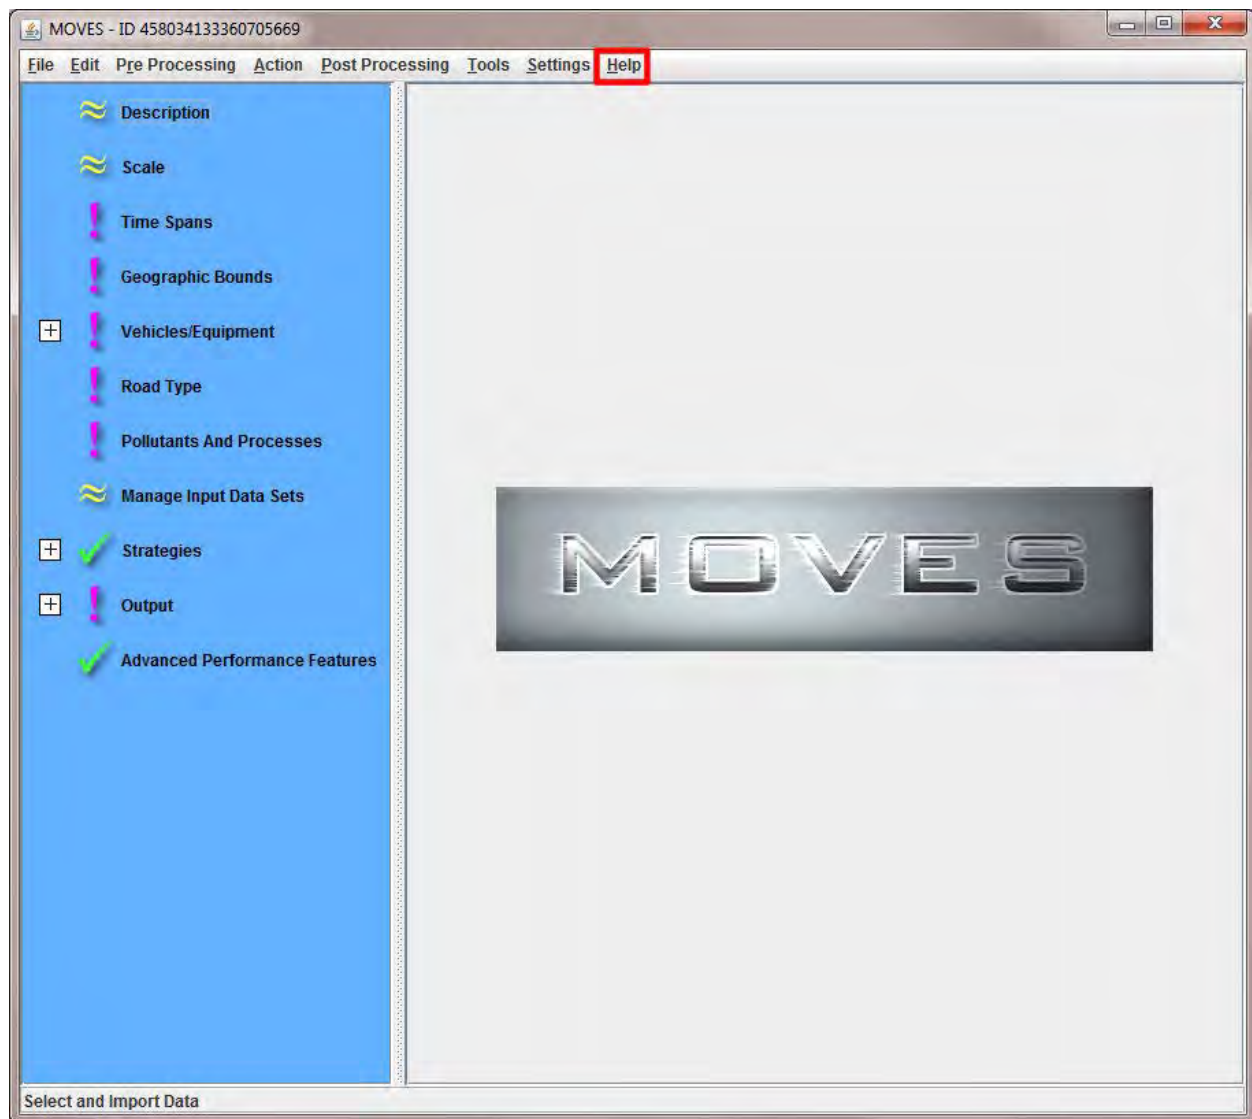 MOVES - ID 458034133360705669
File Edit Pre Processing Action Post Processing Tools Settings Help
Description
Scale
Time Spans
Geographic Bounds
Vehicles/Equipment
Road Type
Pollutants And Processes
Manage Input Data Sets
Strategies
Output
Advanced Performance Features
MOVES
Select and Import Data